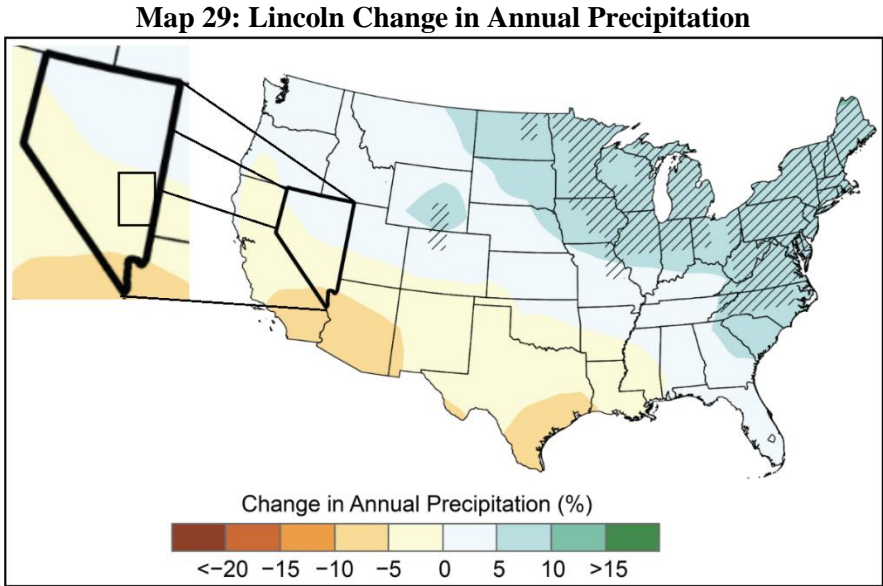 Map 29: Lincoln Change in Annual Precipitation
Change in Annual Precipitation (%)
<−20 −15 −10 −5 0 5 10 >15